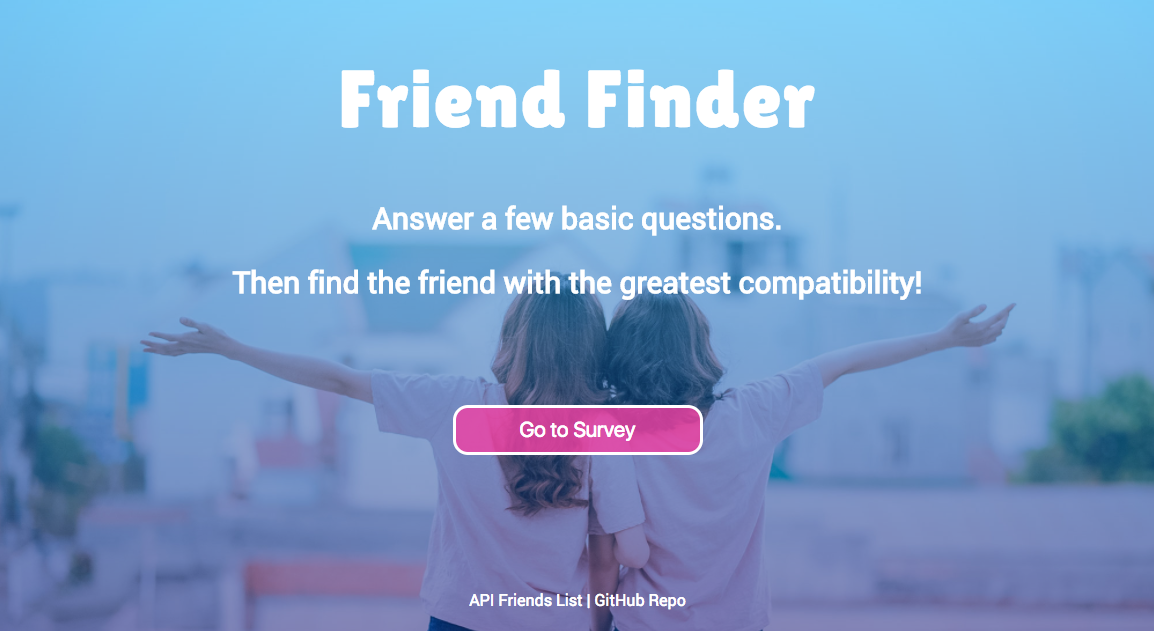 Friend Finder
Answer a few basic questions.
Then find the friend with the greatest compatibility!
Go to Survey
API Friends List | GitHub Repo